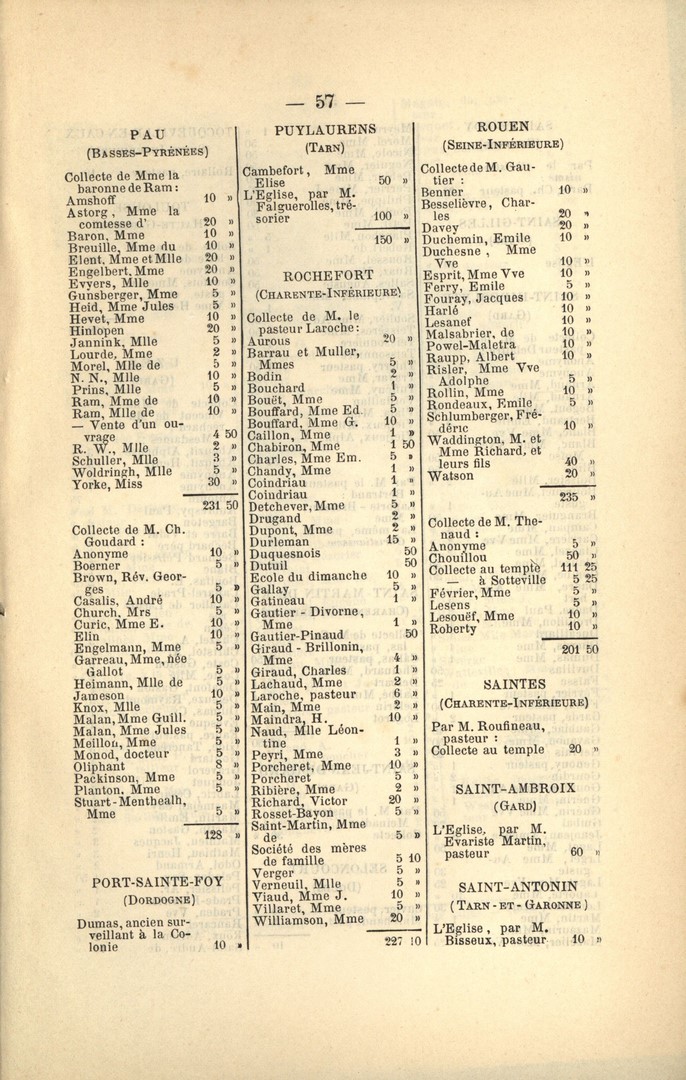 — 57 —
PAU
(BASSES-PYRÉNÉES)
Collecte de Mme la
baronne de Ram :
Amshoff 10 »
Astorg, Mme la
comtesse d' 20 »
Baron, Mme 10 »
Breuille, Mme du 10 »
Elent, Mme et Mlle 20 »
Engelbert, Mme 20 »
Evyers, Mlle 10 »
Gunsberger, Mme 5 »
Heid, Mme Jules 5 »
Hevet, Mme 10 »
Hinlopen 20 »
Jannink, Mlle 5 »
Lourde, Mme 2 »
Morel, Mlle de 5 »
N. N., Mlle 10 »
Prins, Mlle 5 »
Ram, Mme de 10 »
Ram, Mlle de 10 »
— Vente d'un ou-
vrage 4 50
R. W., Mlle 2 »
Schuller, Mlle 3 »
Woldringh, Mlle 5 »
Yorke, Miss 30 »
231 50
Collecte de M. Ch.
Goudard :
Anonyme 10 »
Boerner 5 »
Brown, Rév. Geor-
ges 5 »
Casalis, André 10 »
Church, Mrs 5 »
Curic, Mme E. 10 »
Elin 10 »
Engelmann, Mme 5 »
Garreau, Mme, née
Gallot 5 »
Heimann, Mlle de 5 »
Jameson 10 »
Knox, Mlle 5 »
Malan, Mme Guill. 5 »
Malan, Mme Jules 5 »
Meillon, Mme 5 »
Monod, docteur 5 »
Oliphant 8 »
Packinson, Mme 5 »
Planton, Mme 5 »
Stuart-Menthealh,
Mme 5 »
128 »
PORT-SAINTE-FOY
(DORDOGNE)
Dumas, ancien sur-
veillant à la Co-
lonie 10 »
PUYLAURENS
(TARN)
Cambefort, Mme
Elise 50 »
L'Eglise, par M.
Falguerolles, tré-
sorier 100 »
150 »
ROCHEFORT
(CHARENTE-INFÉRIEURE)
Collecte de M. le
pasteur Laroche :
Aurous 20 »
Barrau et Muller,
Mmes 5 »
Bodin 2 »
Bouchard 1 »
Bouët, Mme 5 »
Bouffard, Mme Ed. 5 »
Bouffard, Mme G. 10 »
Caillon, Mme 1 »
Chabiron, Mme 1 50
Charles, Mme Em. 5 »
Chandy, Mme 1 »
Coindriau 1 »
Coindriau 1 »
Detchever, Mme 5 »
Drugand 2 »
Dupont, Mme 2 »
Durleman 15 »
Duquesnois 50
Dutuil 50
Ecole du dimanche 10 »
Gallay 5 »
Gatineau 1 »
Gautier - Divorne,
Mme 1 »
Gautier-Pinaud 50
Giraud - Brillonin,
Mme 4 »
Giraud, Charles 1 »
Lachaud, Mme 2 »
Laroche, pasteur 6 »
Main, Mme 2 »
Maindra, H. 10 »
Naud, Mlle Léon-
tine 1 »
Peyri, Mme 3 »
Porcheret, Mme 10 »
Porcheret 5 »
Ribière, Mme 2 »
Richard, Victor 20 »
Rosset-Bayon 5 »
Saint-Martin, Mme
de 5 »
Société des mères
de famille 5 10
Verger 5 »
Verneuil, Mlle 5 »
Viaud, Mme J. 10 »
Villaret, Mme 5 »
Williamson, Mme 20 »
227 10
ROUEN
(SEINE-INFÉRIEURE)
Collecte de M. Gau-
tier :
Benner 10 »
Besselièvre, Char-
les 20 »
Davey 20 »
Duchemin, Emile 10 »
Duchesne, Mme
Vve 10 »
Esprit, Mme Vve 10 »
Ferry, Emile 5 »
Fouray, Jacques 10 »
Harlé 10 »
Lesanef 10 »
Malsabrier, de 10 »
Powel-Maletra 10 »
Raupp, Albert 10 »
Risler, Mme Vve
Adolphe 5 »
Rollin, Mme 10 »
Rondeaux, Emile 5 »
Schlumberger, Fré-
déric 10 »
Waddington, M. et
Mme Richard, et
leurs fils 40 »
Watson 20 »
235 »
Collecte de M. The-
naud :
Anonyme 5 »
Chouillou 50 »
Collecte au temple 111 25
— à Sotteville 5 25
Février, Mme 5 »
Lesens 5 »
Lesouëf, Mme 10 »
Roberty 10 »
201 50
SAINTES
(CHARENTE-INFÉRIEURE)
Par M. Roufineau,
pasteur :
Collecte au temple 20 »
SAINT-AMBROIX
(GARD)
L'Eglise, par M.
Evariste Martin,
pasteur 60 »
SAINT-ANTONIN
(TARN-ET-GARONNE)
L'Eglise, par M.
Bisseux, pasteur 10 »